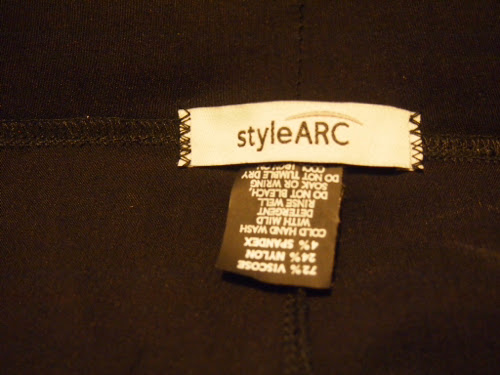 styleARC
72% VISCOSE
24% NYLON
4% SPANDEX
COLD HAND WASH
WITH MILD
DETERGENT
RINSE WELL
DO NOT BLEACH,
SOAK OR WRING
DO NOT TUMBLE DRY